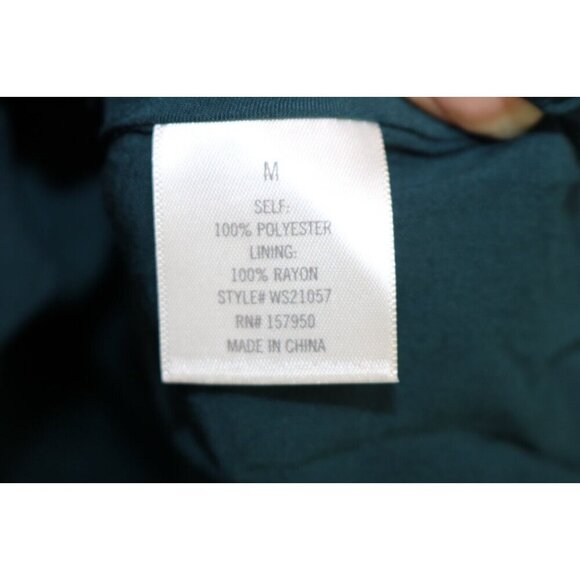 M
SELF:
100% POLYESTER
LINING:
100% RAYON
STYLE# WS21057
RN# 157950
MADE IN CHINA